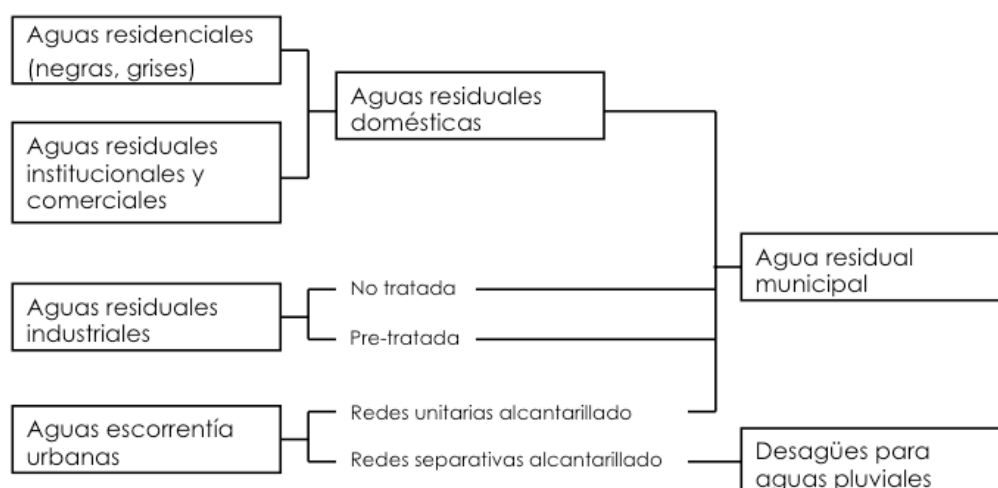 Aguas residenciales
(negras, grises)
Aguas residuales
domésticas
Aguas residuales
institucionales y
comerciales
Agua residual
municipal
Aguas residuales
industriales
No tratada
Pre-tratada
Aguas escorrentía
urbanas
Redes unitarias alcantarillado
Redes separativas alcantarillado
Desagües para
aguas pluviales